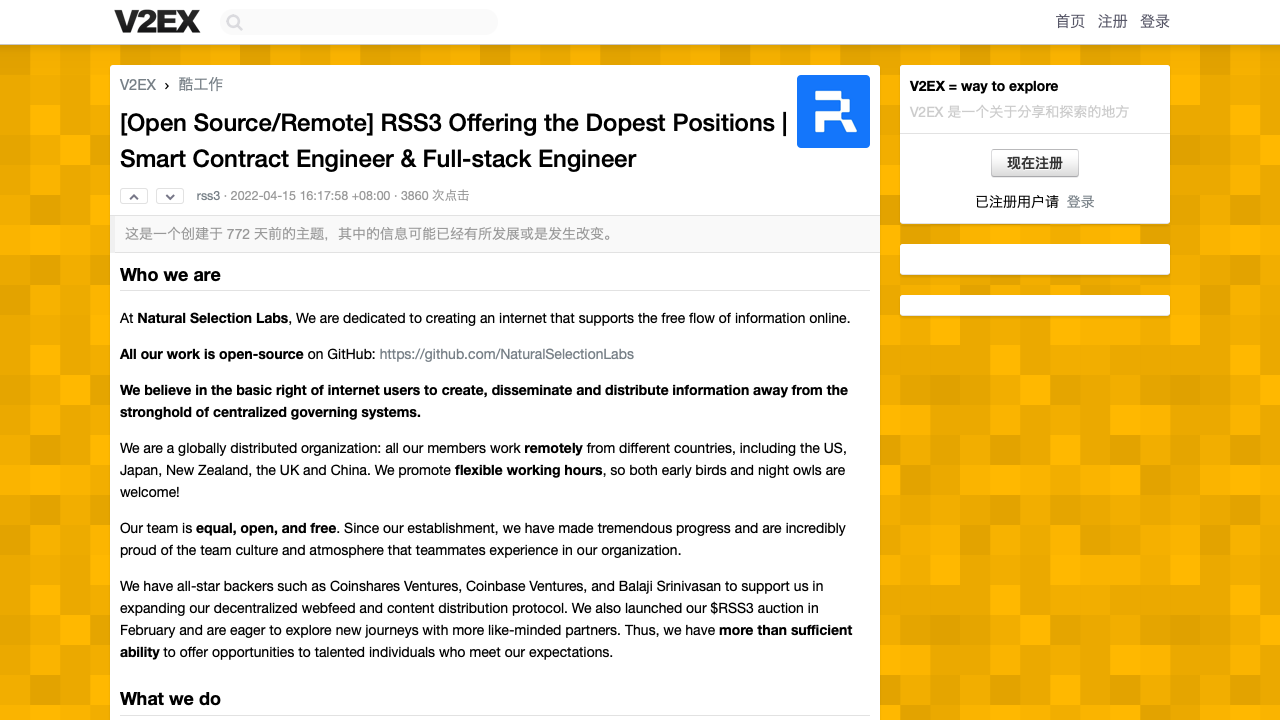 V2EX
首页 注册 登录
V2EX › 酷工作
[Open Source/Remote] RSS3 Offering the Dopest Positions |
Smart Contract Engineer & Full-stack Engineer
rss3 · 2022-04-15 16:17:58 +08:00 · 3860 次点击
这是一个创建于 772 天前的主题，其中的信息可能已经有所发展或是发生改变。
Who we are
At Natural Selection Labs, We are dedicated to creating an internet that supports the free flow of information online.
All our work is open-source on GitHub: https://github.com/NaturalSelectionLabs
We believe in the basic right of internet users to create, disseminate and distribute information away from the
stronghold of centralized governing systems.
We are a globally distributed organization: all our members work remotely from different countries, including the US,
Japan, New Zealand, the UK and China. We promote flexible working hours, so both early birds and night owls are
welcome!
Our team is equal, open, and free. Since our establishment, we have made tremendous progress and are incredibly
proud of the team culture and atmosphere that teammates experience in our organization.
We have all-star backers such as Coinshares Ventures, Coinbase Ventures, and Balaji Srinivasan to support us in
expanding our decentralized webfeed and content distribution protocol. We also launched our $RSS3 auction in
February and are eager to explore new journeys with more like-minded partners. Thus, we have more than sufficient
ability to offer opportunities to talented individuals who meet our expectations.
What we do
V2EX = way to explore
V2EX 是一个关于分享和探索的地方
现在注册
已注册用户请 登录